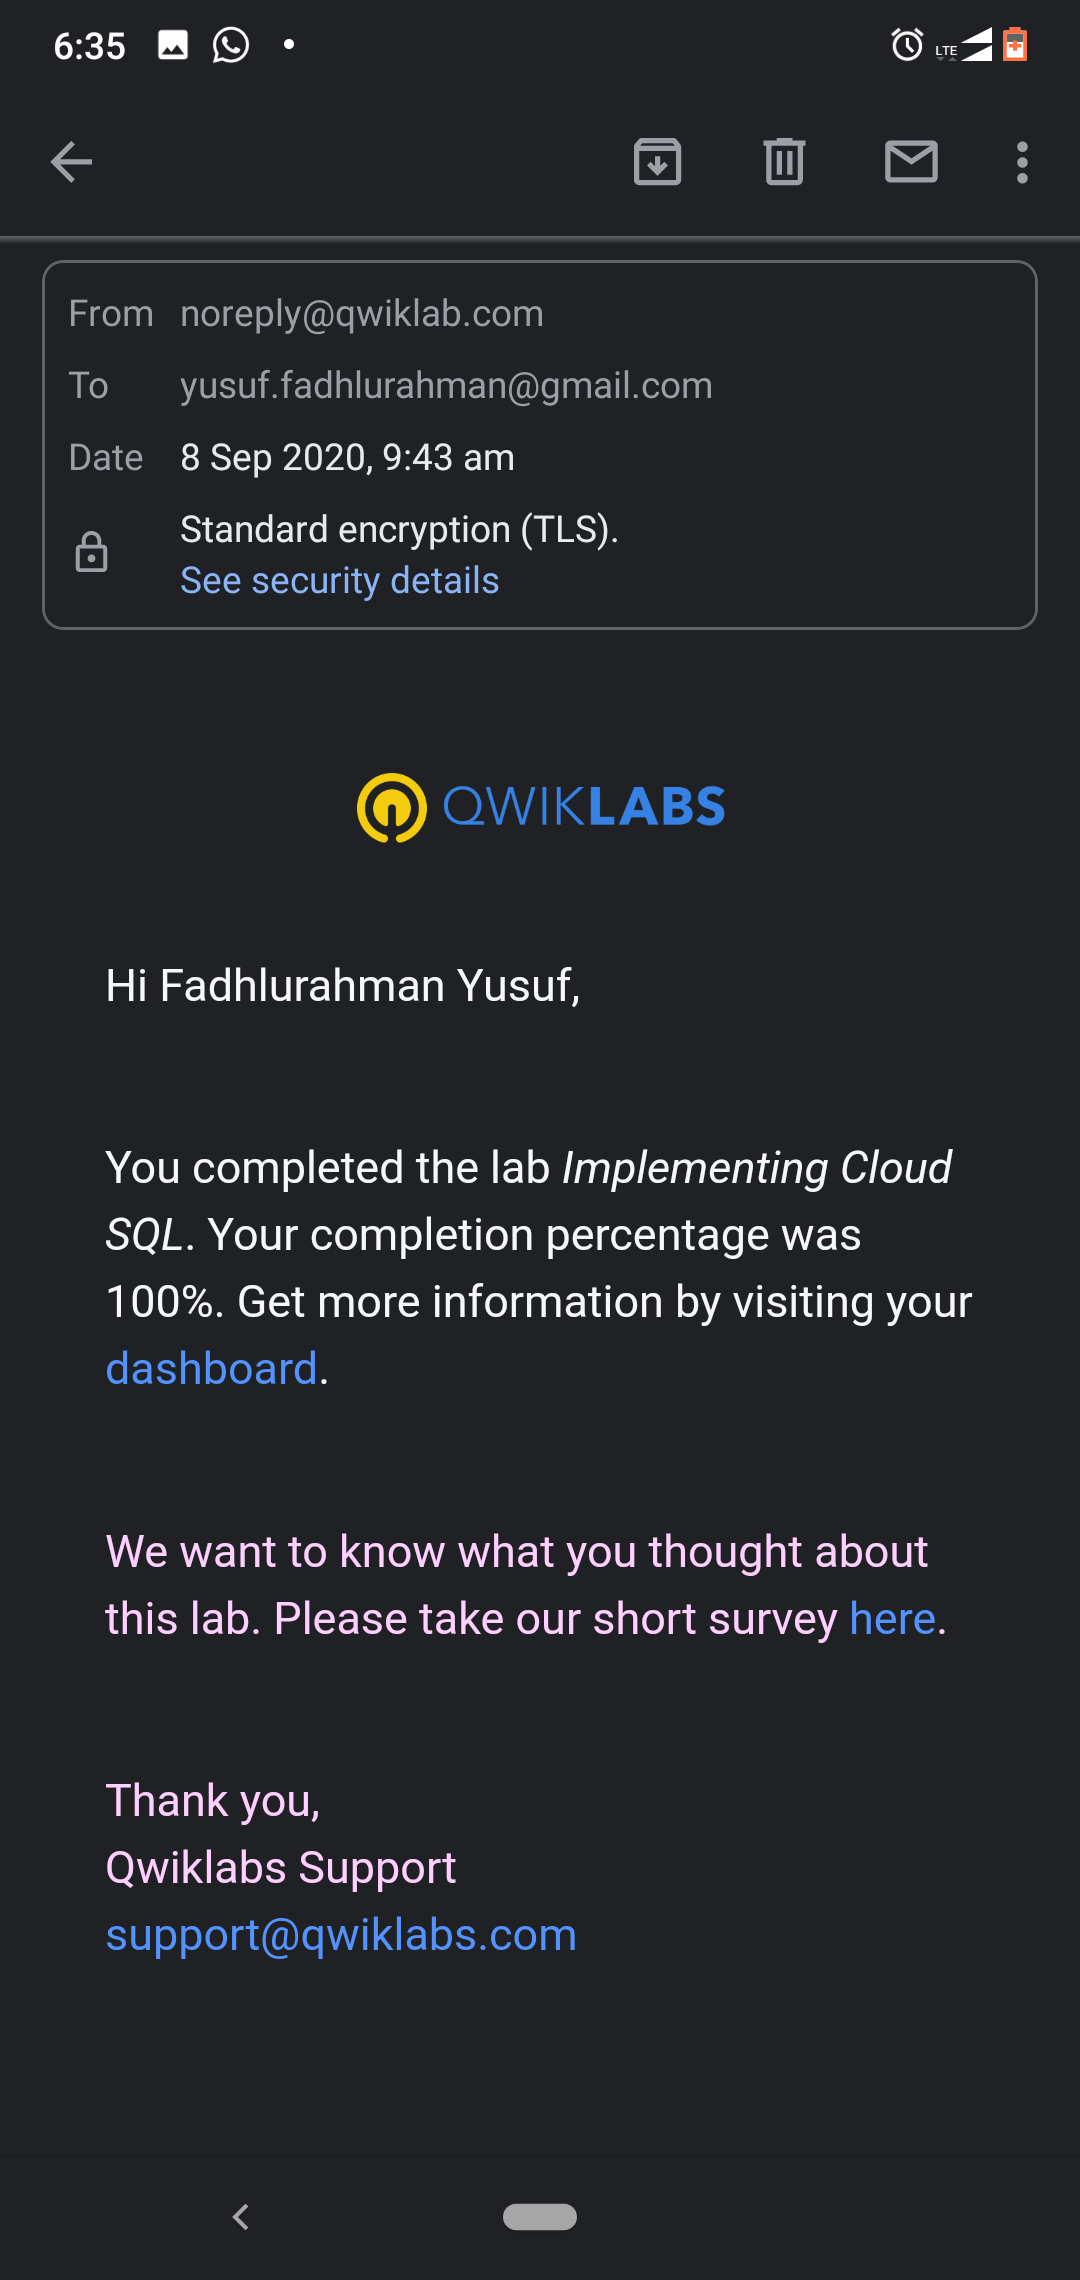 6:35
LTE
From noreply@qwiklab.com
To yusuf.fadhlurahman@gmail.com
Date 8 Sep 2020, 9:43 am
Standard encryption (TLS).
See security details
QWIKLABS
Hi Fadhlurahman Yusuf,
You completed the lab Implementing Cloud
SQL. Your completion percentage was
100%. Get more information by visiting your
dashboard.
We want to know what you thought about
this lab. Please take our short survey here.
Thank you,
Qwiklabs Support
support@qwiklabs.com